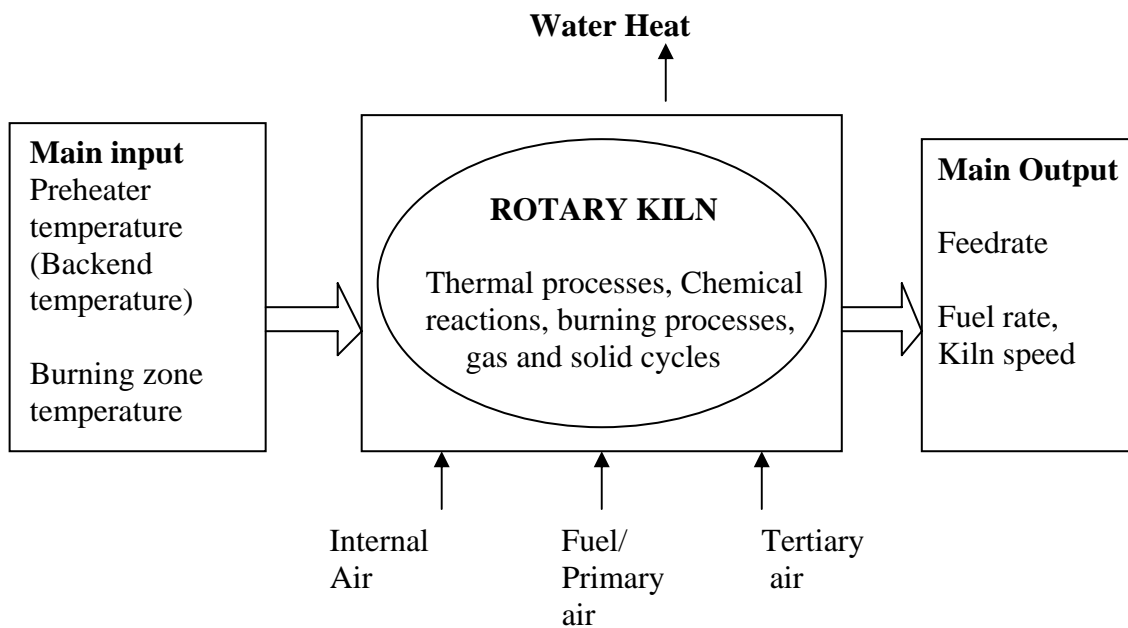 Water Heat
Main input
Preheater
temperature
(Backend
temperature)
Burning zone
temperature
ROTARY KILN
Thermal processes, Chemical
reactions, burning processes,
gas and solid cycles
Main Output
Feedrate
Fuel rate,
Kiln speed
Internal
Air
Fuel/
Primary
air
Tertiary
air